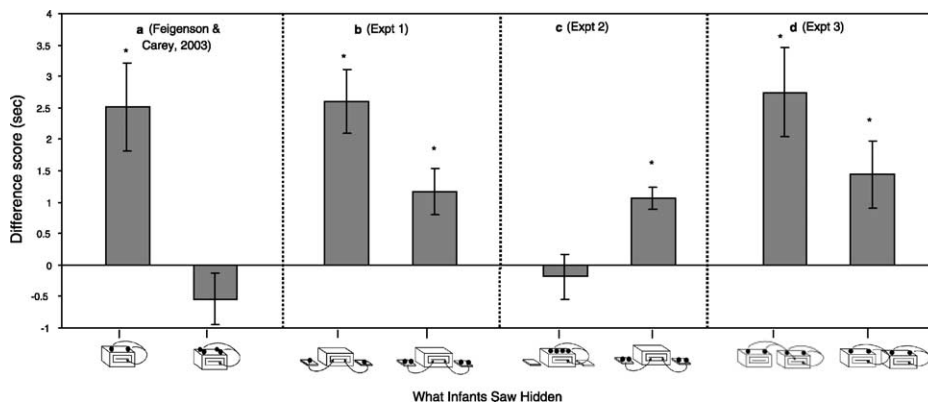 a (Feigenson &
Carey, 2003)
b (Expt 1)
c (Expt 2)
d (Expt 3)
Difference score (sec)
4
3.5
3
2.5
2
1.5
1
0.5
0
-0.5
-1
*
*
*
*
*
*
What Infants Saw Hidden